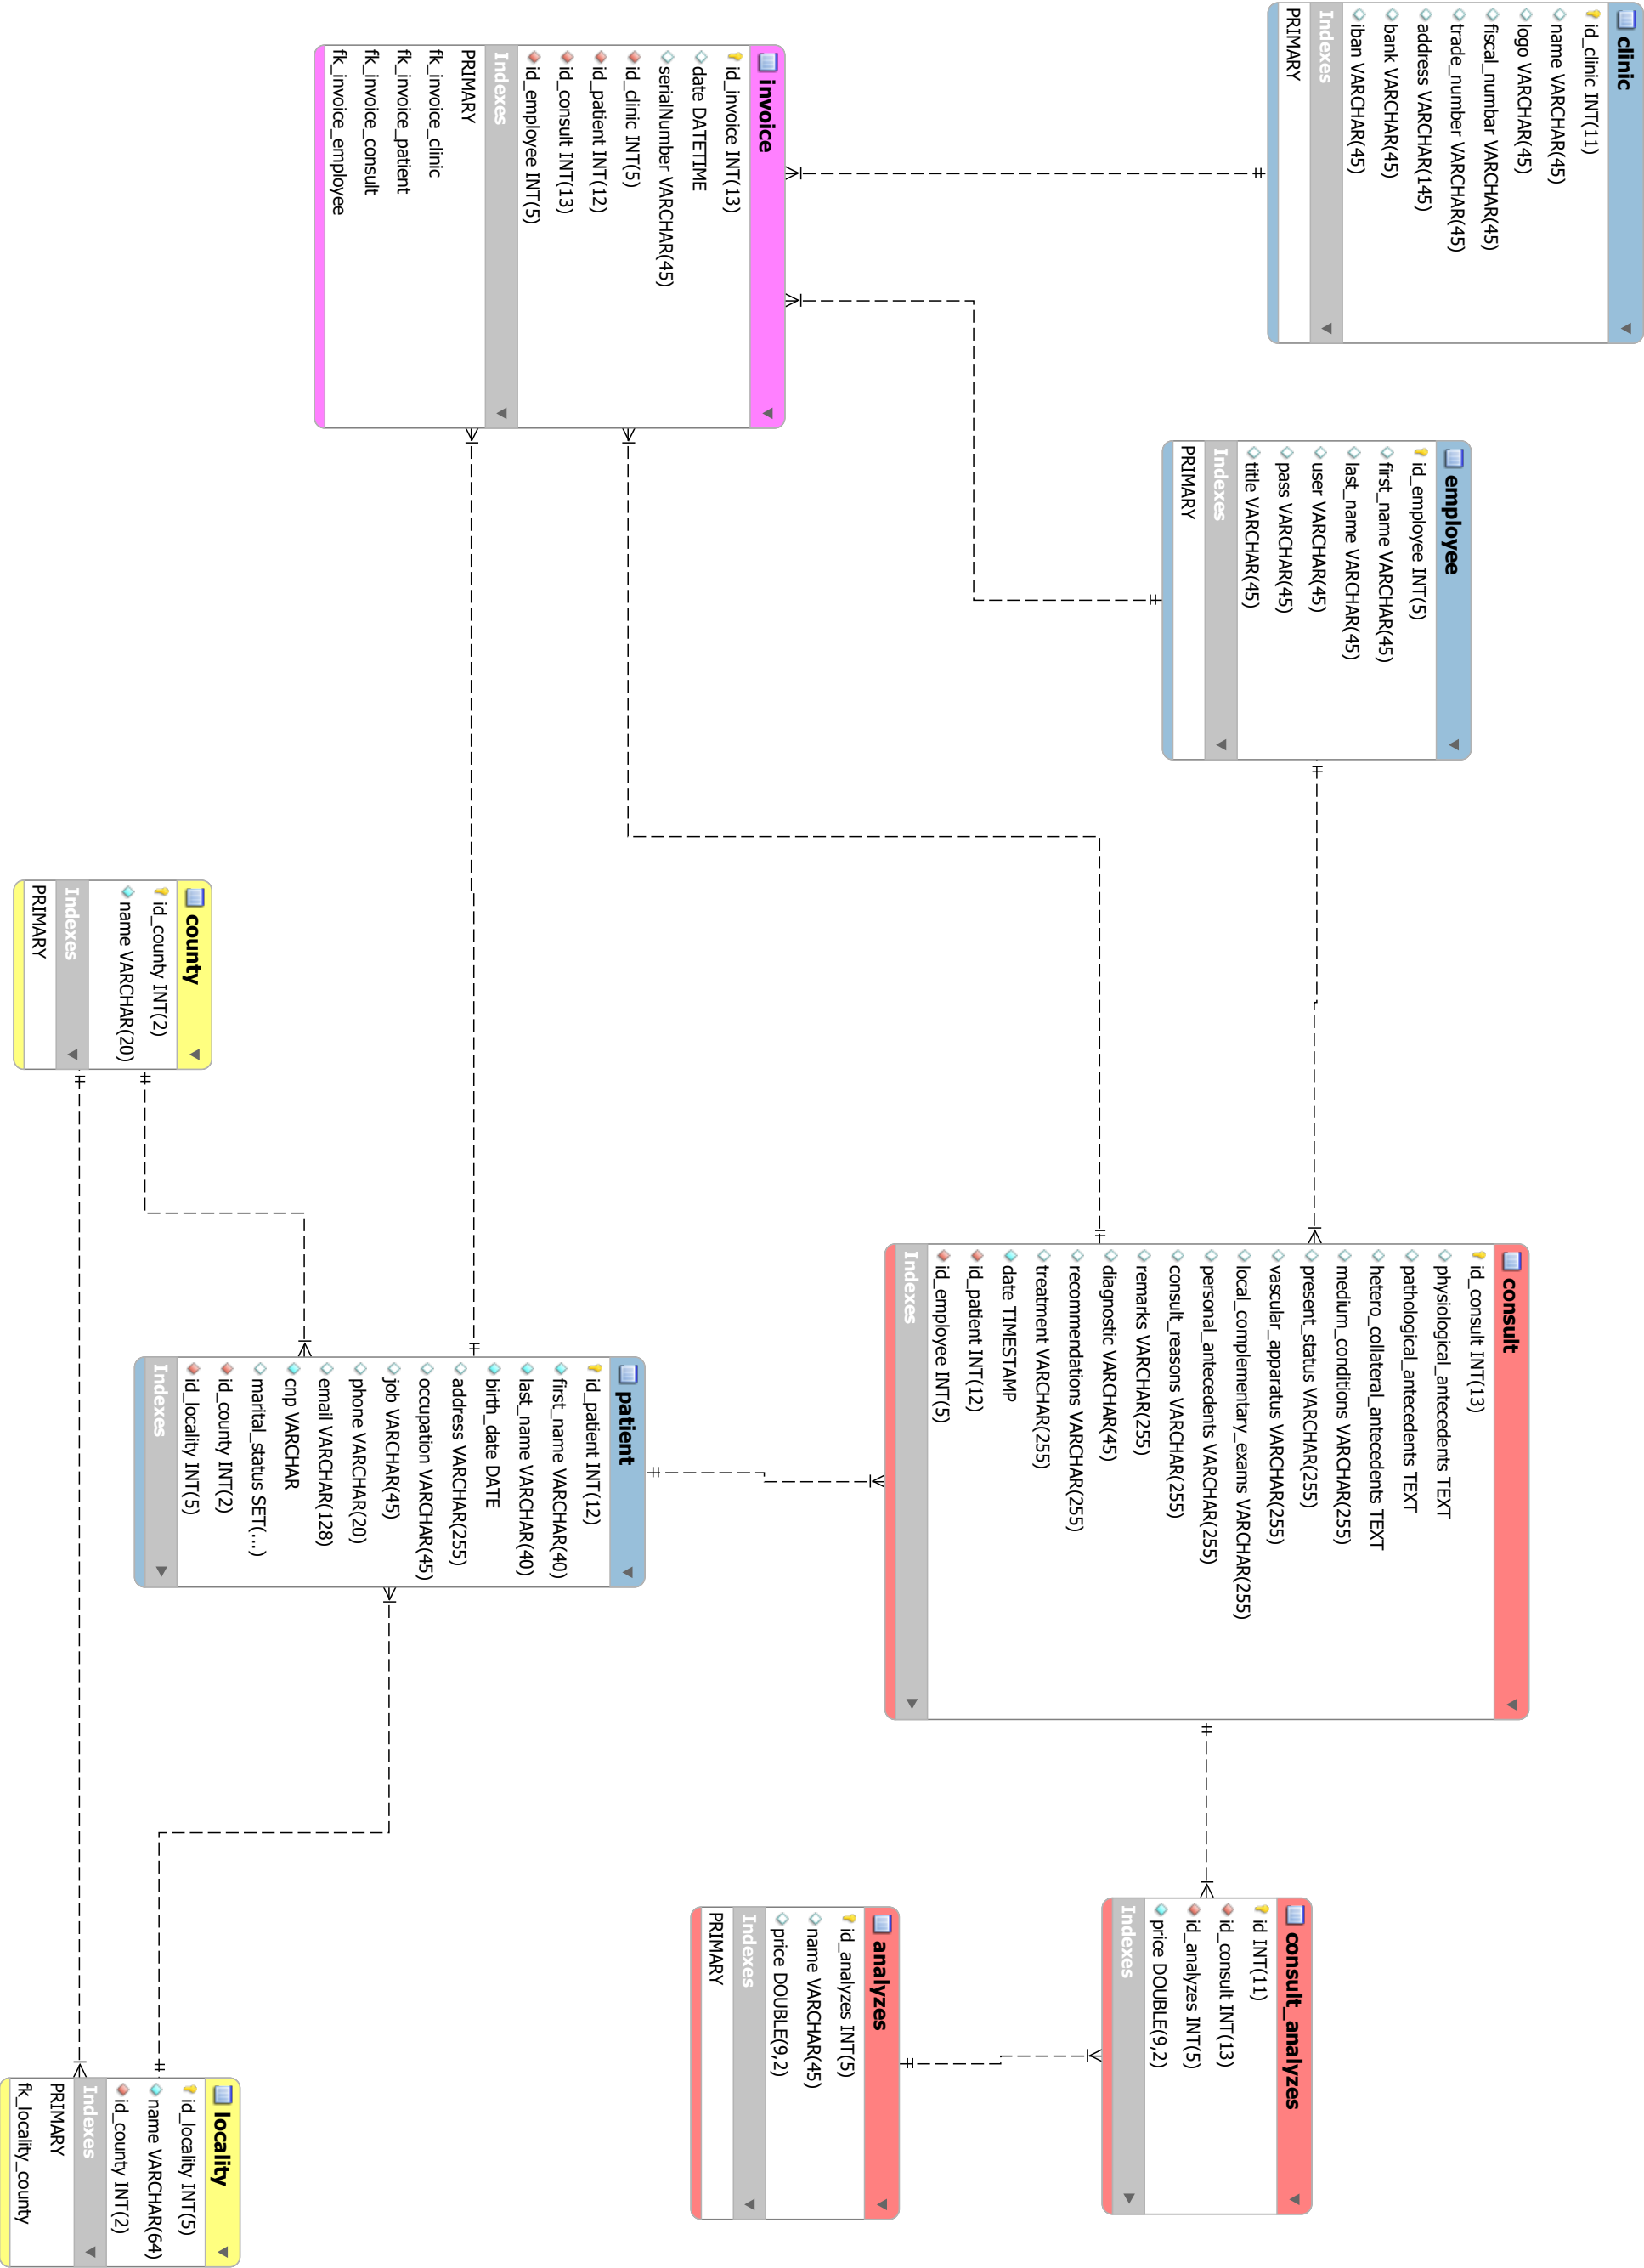 clinic
id_clinic INT(11)
name VARCHAR(45)
logo VARCHAR(45)
fiscal_numbar VARCHAR(45)
trade_number VARCHAR(45)
address VARCHAR(145)
bank VARCHAR(45)
iban VARCHAR(45)
Indexes
PRIMARY
employee
id_employee INT(5)
first_name VARCHAR(45)
last_name VARCHAR(45)
user VARCHAR(45)
pass VARCHAR(45)
title VARCHAR(45)
Indexes
PRIMARY
consult
id_consult INT(13)
physiological_antecedents TEXT
pathological_antecedents TEXT
hetero_collateral_antecedents TEXT
medium_conditions VARCHAR(255)
present_status VARCHAR(255)
vascular_apparatus VARCHAR(255)
local_complementary_exams VARCHAR(255)
personal_antecedents VARCHAR(255)
consult_reasons VARCHAR(255)
remarks VARCHAR(255)
diagnostic VARCHAR(45)
recommendations VARCHAR(255)
treatment VARCHAR(255)
date TIMESTAMP
id_patient INT(12)
id_employee INT(5)
Indexes
consult_analyzes
id INT(11)
id_consult INT(13)
id_analyzes INT(5)
price DOUBLE(9,2)
Indexes
analyzes
id_analyzes INT(5)
name VARCHAR(45)
price DOUBLE(9,2)
Indexes
PRIMARY
invoice
id_invoice INT(13)
date DATETIME
serialNumber VARCHAR(45)
id_clinic INT(5)
id_patient INT(12)
id_consult INT(13)
id_employee INT(5)
Indexes
PRIMARY
fk_invoice_clinic
fk_invoice_patient
fk_invoice_consult
fk_invoice_employee
patient
id_patient INT(12)
first_name VARCHAR(40)
last_name VARCHAR(40)
birth_date DATE
address VARCHAR(255)
occupation VARCHAR(45)
job VARCHAR(45)
phone VARCHAR(20)
email VARCHAR(128)
cnp VARCHAR
marital_status SET(...)
id_county INT(2)
id_locality INT(5)
Indexes
county
id_county INT(2)
name VARCHAR(20)
Indexes
PRIMARY
locality
id_locality INT(5)
name VARCHAR(64)
id_county INT(2)
Indexes
PRIMARY
fk_locality_county